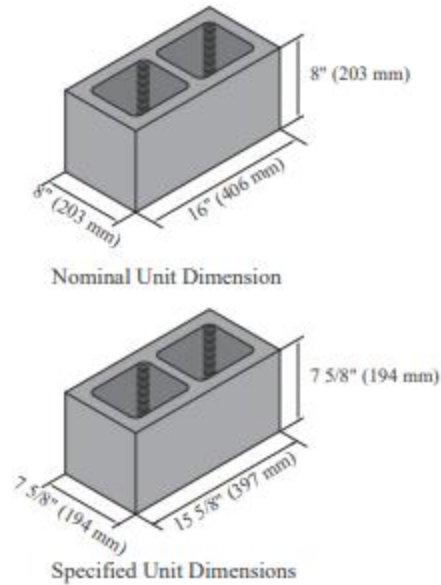 8" (203 mm)
8" (203 mm)
16" (406 mm)
Nominal Unit Dimension
7 5/8" (194 mm)
7 5/8" (194 mm)
15 5/8" (397 mm)
Specified Unit Dimensions